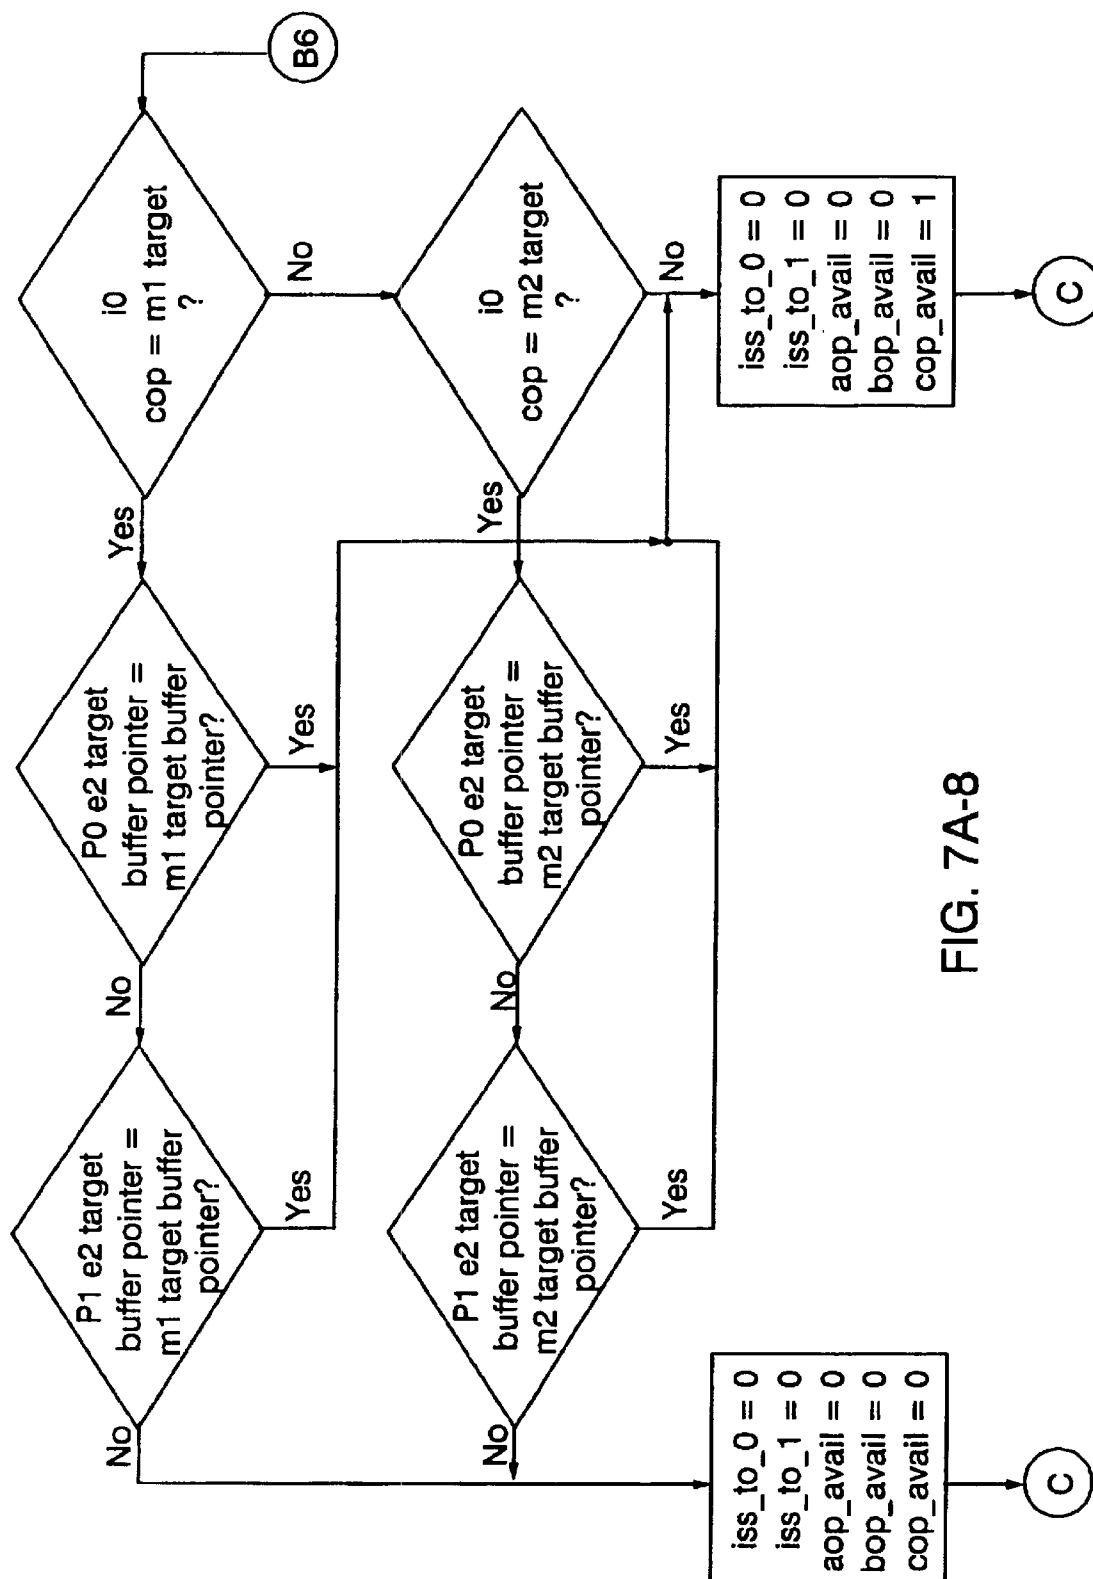 B6
i0
cop = m1 target
?
Yes
No
P0 e2 target
buffer pointer =
m1 target buffer
pointer?
No
Yes
P1 e2 target
buffer pointer =
m1 target buffer
pointer?
No
Yes
i0
cop = m2 target
?
Yes
No
P0 e2 target
buffer pointer =
m2 target buffer
pointer?
No
Yes
P1 e2 target
buffer pointer =
m2 target buffer
pointer?
No
Yes
iss_to_0 = 0
iss_to_1 = 0
aop_avail = 0
bop_avail = 0
cop_avail = 1
C
iss_to_0 = 0
iss_to_1 = 0
aop_avail = 0
bop_avail = 0
cop_avail = 0
C
FIG. 7A-8